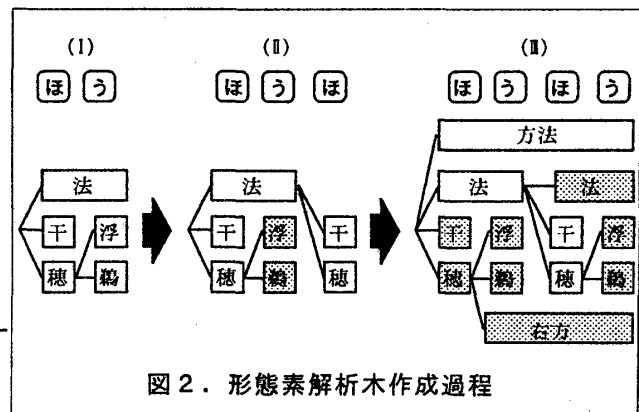 (Ⅰ) (Ⅱ) (Ⅲ)
ほ う ほ う ほ ほ う ほ う
方法
法 法 法 法
干 浮 干 浮 干 干 浮 干 浮
穂 鵜 穂 鵜 穂 穂 鵜 穂 鵜
右方
図2．形態素解析木作成過程